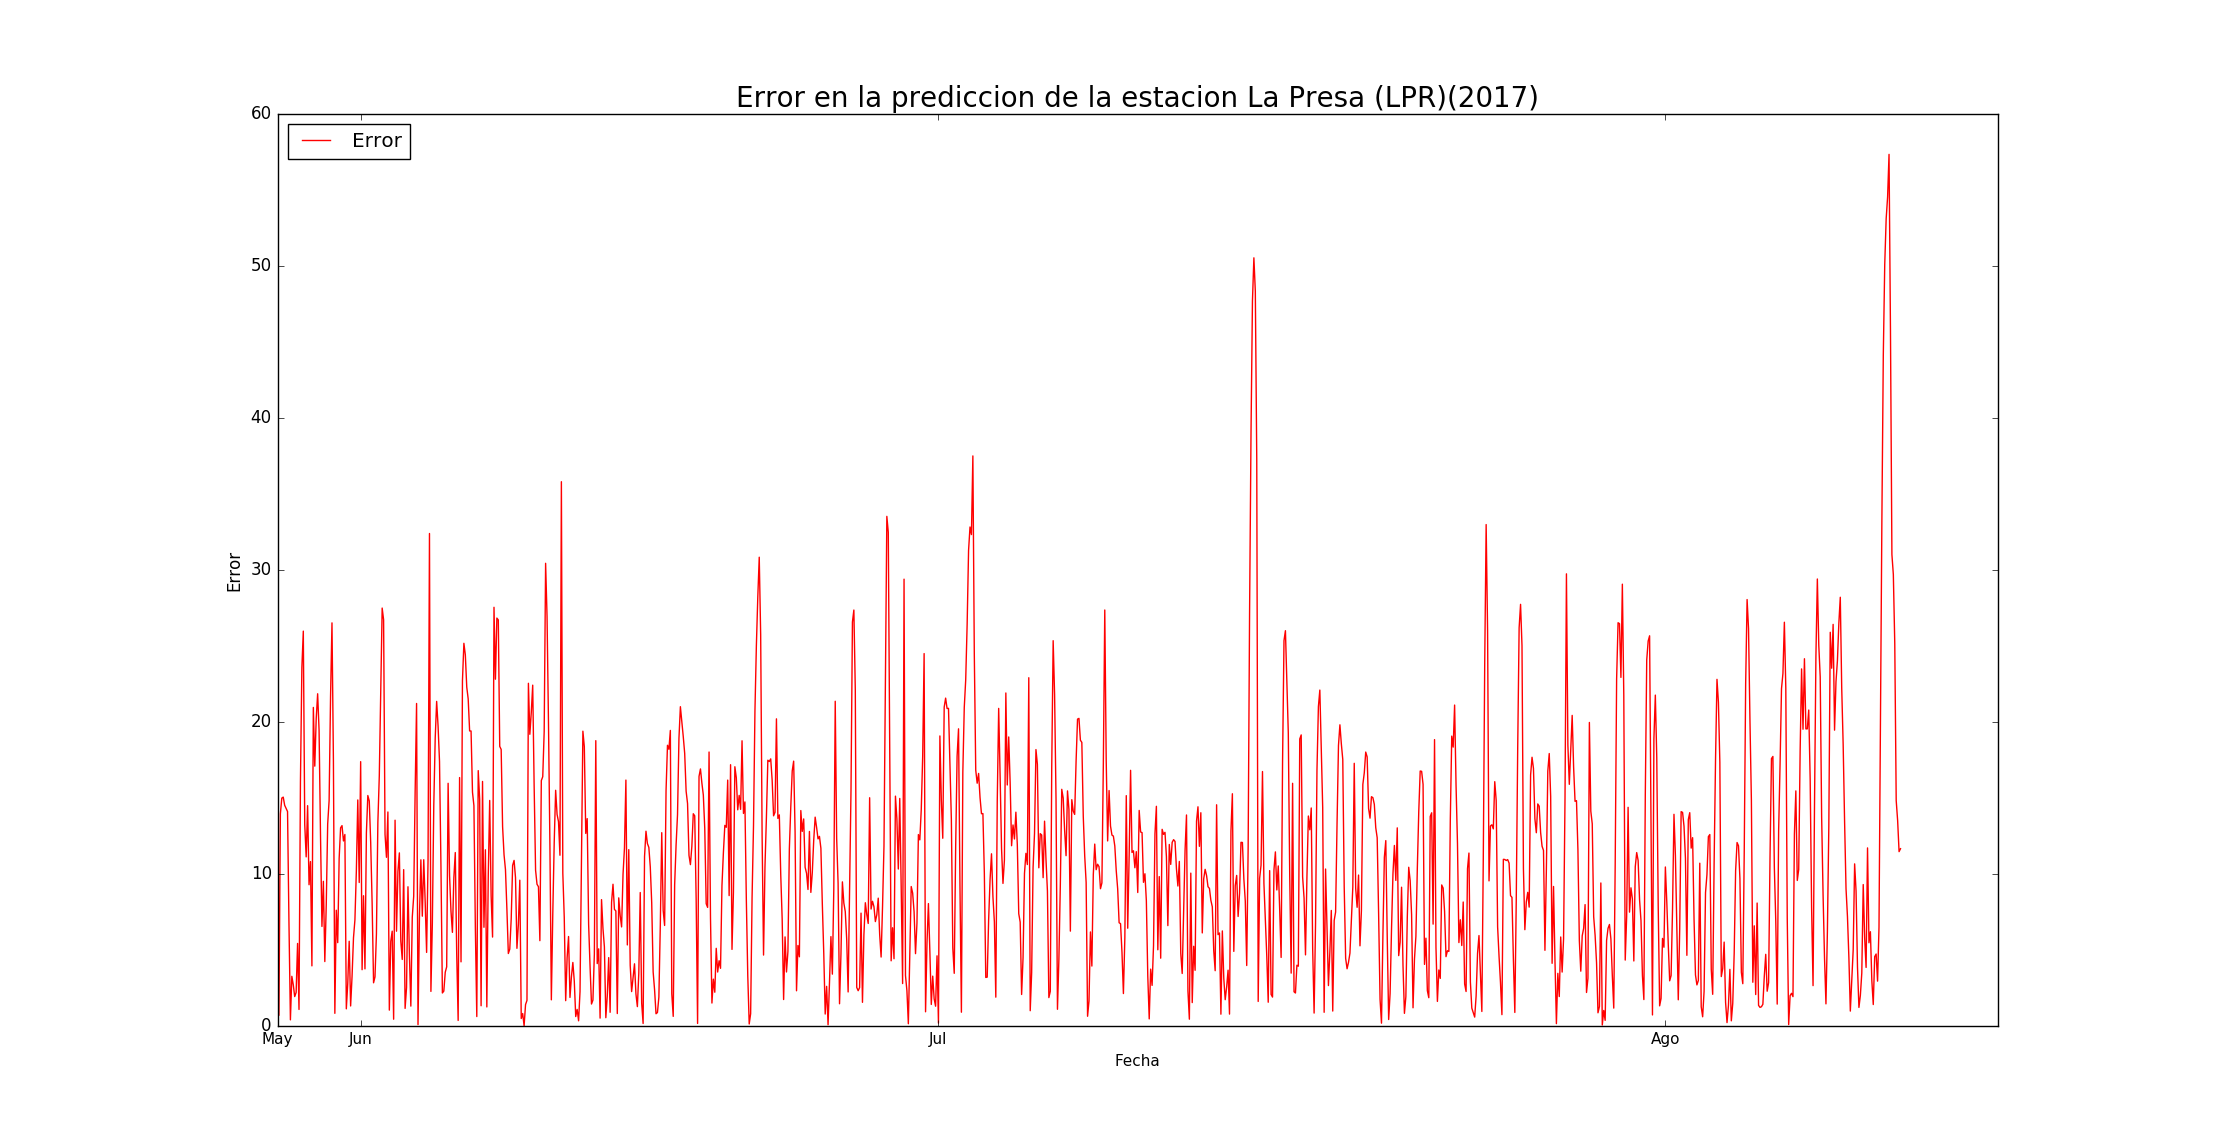 Error en la prediccion de la estacion La Presa (LPR)(2017)
Error
60
50
40
30
20
10
0
Error
May
Jun
Jul
Ago
Fecha